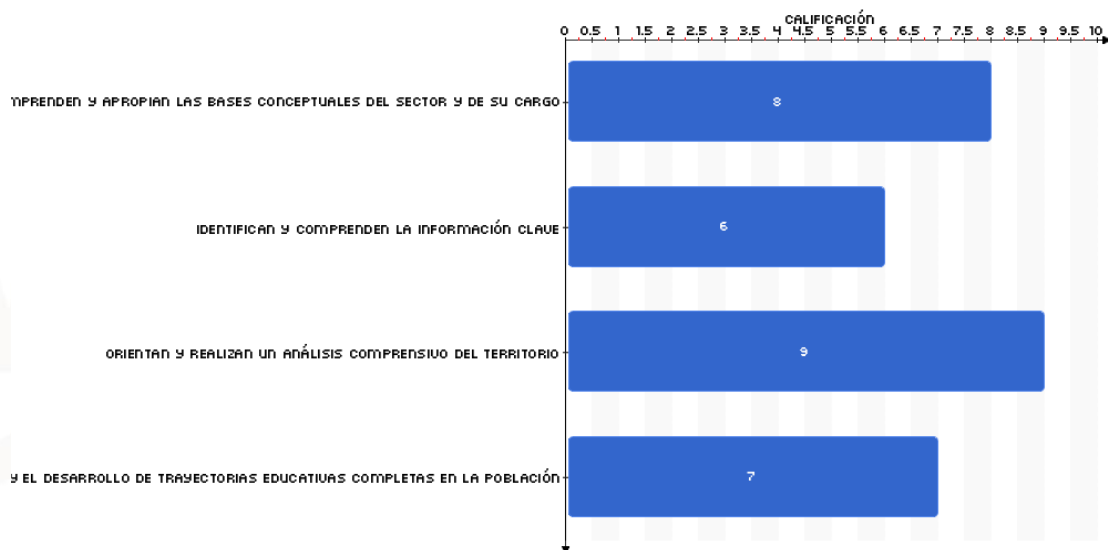 CALIFICACIÓN
0 0.5 1 1.5 2 2.5 3 3.5 4 4.5 5 5.5 6 6.5 7 7.5 8 8.5 9 9.5 10
Y APROPIAN LAS BASES CONCEPTUALES DEL SECTOR Y DE SU CARGO
8
IDENTIFICAN Y COMPRENDEN LA INFORMACIÓN CLAVE
6
ORIENTAN Y REALIZAN UN ANÁLISIS COMPRENSIVO DEL TERRITORIO
9
Y EL DESARROLLO DE TRAYECTORIAS EDUCATIVAS COMPLETAS EN LA POBLACIÓN
7